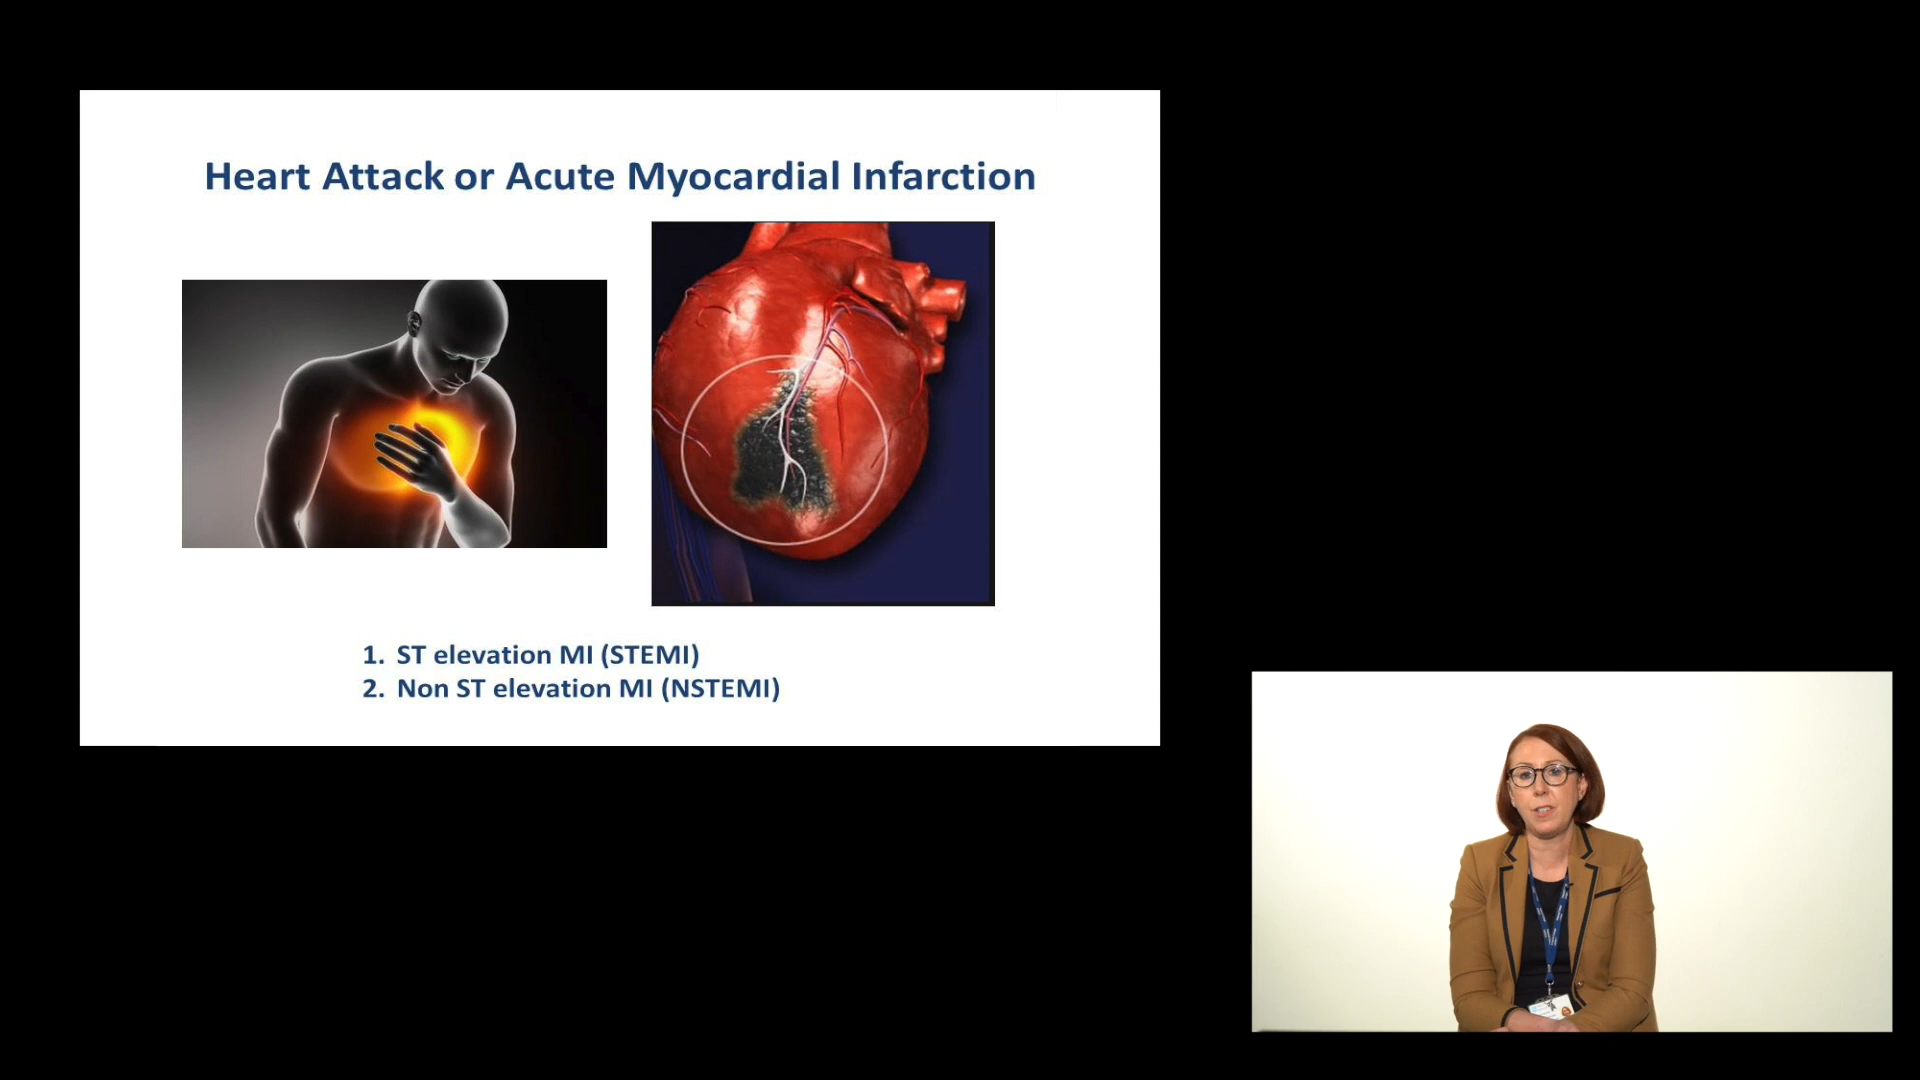 Heart Attack or Acute Myocardial Infarction
1. ST elevation MI (STEMI)
2. Non ST elevation MI (NSTEMI)